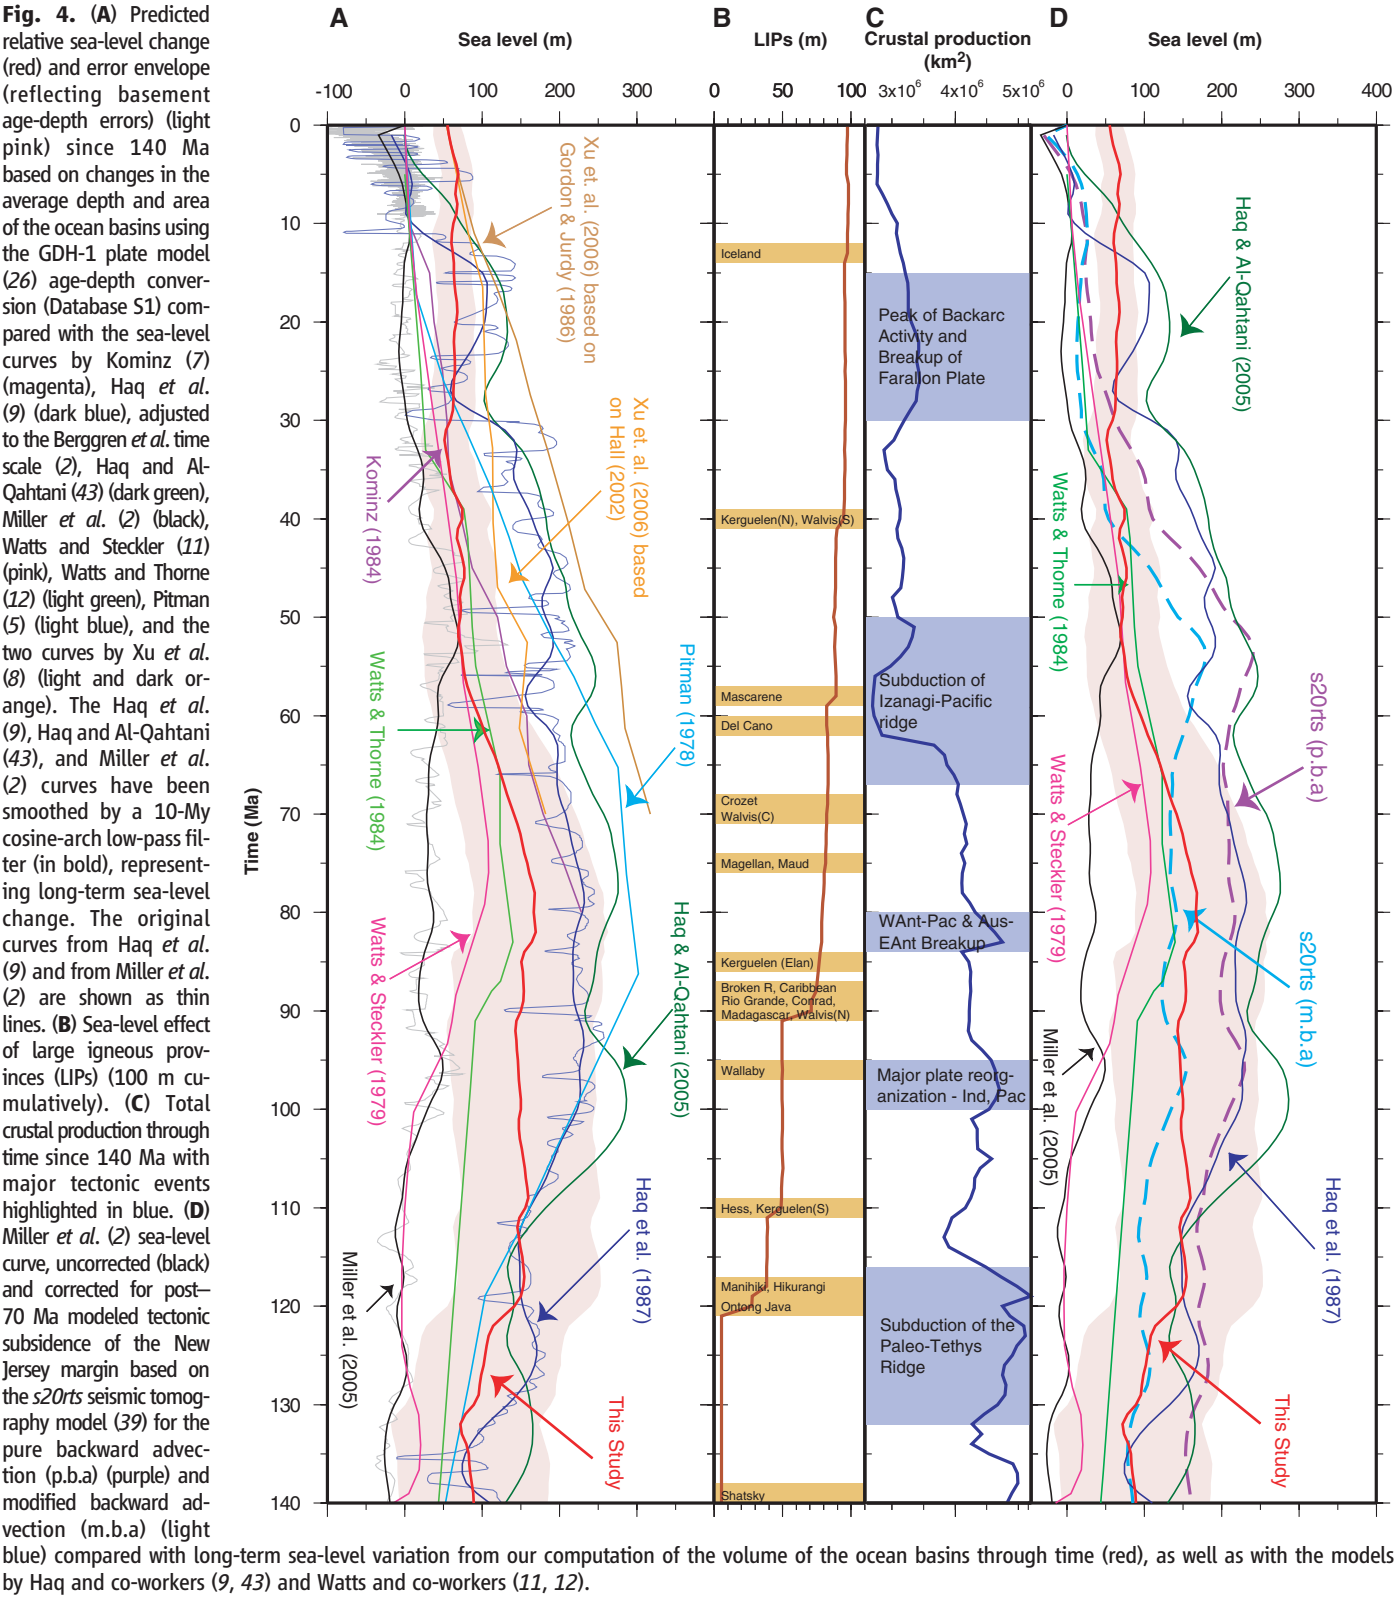 Fig. 4. (A) Predicted
relative sea-level change
(red) and error envelope
(reflecting basement
age-depth errors) (light
pink) since 140 Ma
based on changes in the
average depth and area
of the ocean basins using
the GDH-1 plate model
(26) age-depth conver-
sion (Database S1) com-
pared with the sea-level
curves by Kominz (7)
(magenta), Haq et al.
(9) (dark blue), adjusted
to the Berggren et al. time
scale (2), Haq and Al-
Qahtani (43) (dark green),
Miller et al. (2) (black),
Watts and Steckler (11)
(pink), Watts and Thorne
(12) (light green), Pitman
(5) (light blue), and the
two curves by Xu et al.
(8) (light and dark or-
ange). The Haq et al.
(9), Haq and Al-Qahtani
(43), and Miller et al.
(2) curves have been
smoothed by a 10-My
cosine-arch low-pass fil-
ter (in bold), represent-
ing long-term sea-level
change. The original
curves from Haq et al.
(9) and from Miller et al.
(2) are shown as thin
lines. (B) Sea-level effect
of large igneous prov-
inces (LIPs) (100 m cu-
mulatively). (C) Total
crustal production through
time since 140 Ma with
major tectonic events
highlighted in blue. (D)
Miller et al. (2) sea-level
curve, uncorrected (black)
and corrected for post–
70 Ma modeled tectonic
subsidence of the New
Jersey margin based on
the s20rts seismic tomog-
raphy model (39) for the
pure backward advec-
tion (p.b.a) (purple) and
modified backward ad-
vection (m.b.a) (light
blue) compared with long-term sea-level variation from our computation of the volume of the ocean basins through time (red), as well as with the models
by Haq and co-workers (9, 43) and Watts and co-workers (11, 12).
A
Sea level (m)
-100 0 100 200 300
Time (Ma)
0
10
20
30
40
50
60
70
80
90
100
110
120
130
140
Xu et. al. (2006) based on
Gordon & Jurdy (1986)
Xu et. al. (2006) based
on Hall (2002)
Kominz (1984)
Watts & Thorne (1984)
Pitman (1978)
Watts & Steckler (1979)
Haq & Al-Qahtani (2005)
Miller et al. (2005)
Haq et al. (1987)
This Study
B
LIPs (m)
0 50 100
Iceland
Kerguelen(N), Walvis(S)
Mascarene
Del Cano
Crozet
Walvis(C)
Magellan, Maud
Kerguelen (Elan)
Broken R, Caribbean
Rio Grande, Conrad,
Madagascar, Walvis(N)
Wallaby
Hess, Kerguelen(S)
Manihiki, Hikurangi
Ontong Java
Shatsky
C
Crustal production
(km2)
3x10⁶ 4x10⁶ 5x10⁶
Peak of Backarc
Activity and
Breakup of
Farallon Plate
Subduction of
Izanagi-Pacific
ridge
WAnt-Pac & Aus-
EAnt Breakup
Major plate reorg-
anization - Ind, Pac
Subduction of the
Paleo-Tethys
Ridge
D
Sea level (m)
0 100 200 300 400
Haq & Al-Qahtani (2005)
Watts & Thorne (1984)
s20rts (p.b.a)
Watts & Steckler (1979)
s20rts (m.b.a)
Miller et al. (2005)
Haq et al. (1987)
This Study